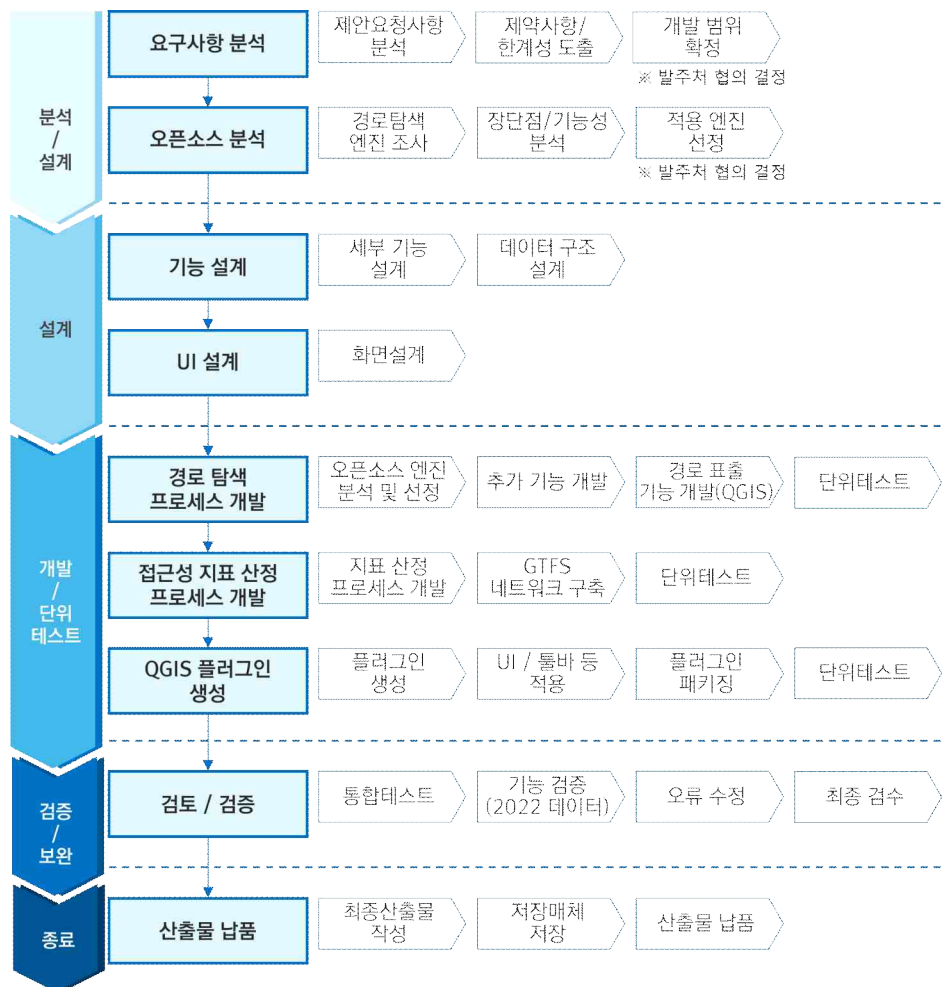 분석
/
설계
요구사항 분석
제안요청사항
분석
제약사항/
한계성 도출
개발 범위
확정
※ 발주처 협의 결정
오픈소스 분석
경로탐색
엔진 조사
장단점/기능성
분석
적용 엔진
선정
※ 발주처 협의 결정
설계
기능 설계
세부 기능
설계
데이터 구조
설계
UI 설계
화면설계
개발
/
단위
테스트
경로 탐색
프로세스 개발
오픈소스 엔진
분석 및 선정
추가 기능 개발
경로 표출
기능 개발(QGIS)
단위테스트
접근성 지표 산정
프로세스 개발
지표 산정
프로세스 개발
GTFS
네트워크 구축
단위테스트
QGIS 플러그인
생성
플러그인
생성
UI / 툴바 등
적용
플러그인
패키징
단위테스트
검증
/
보완
검토 / 검증
통합테스트
기능 검증
(2022 데이터)
오류 수정
최종 검수
종료
산출물 납품
최종산출물
작성
저장매체
저장
산출물 납품